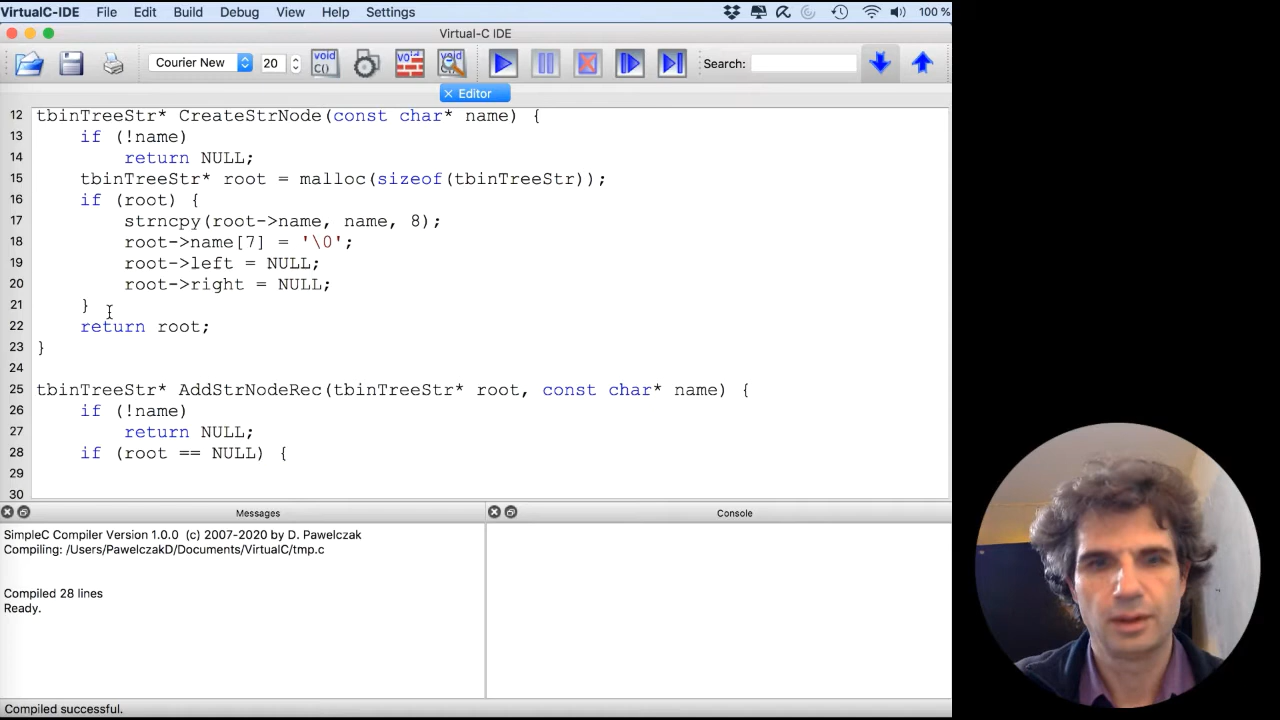 VirtualC-IDE File Edit Build Debug View Help Settings 100 %
Virtual-C IDE
Courier New 20 void C() void void Search:
Editor
12 tbinTreeStr* CreateStrNode(const char* name) {
13 if (!name)
14 return NULL;
15 tbinTreeStr* root = malloc(sizeof(tbinTreeStr));
16 if (root) {
17 strncpy(root->name, name, 8);
18 root->name[7] = '\0';
19 root->left = NULL;
20 root->right = NULL;
21 }
22 return root;
23 }
24
25 tbinTreeStr* AddStrNodeRec(tbinTreeStr* root, const char* name) {
26 if (!name)
27 return NULL;
28 if (root == NULL) {
29
30
Messages
SimpleC Compiler Version 1.0.0 (c) 2007-2020 by D. Pawelczak
Compiling: /Users/PawelczakD/Documents/VirtualC/tmp.c
Compiled 28 lines
Ready.
Console
Compiled successful.